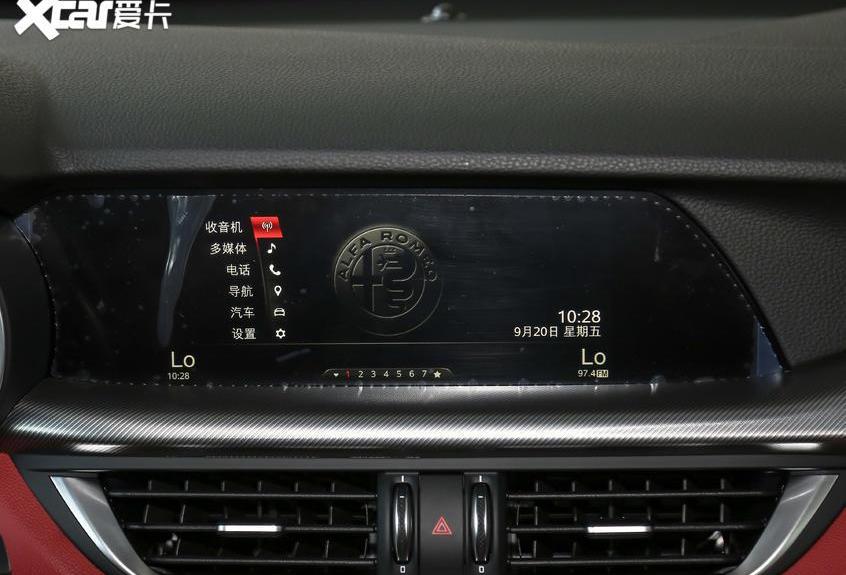 Xcar爱卡
收音机
多媒体
电话
导航
汽车
设置
ALFA ROMEO
10:28
9月20日 星期五
Lo
10:28
Lo
97.4 FM
1 2 3 4 5 6 7
0
0